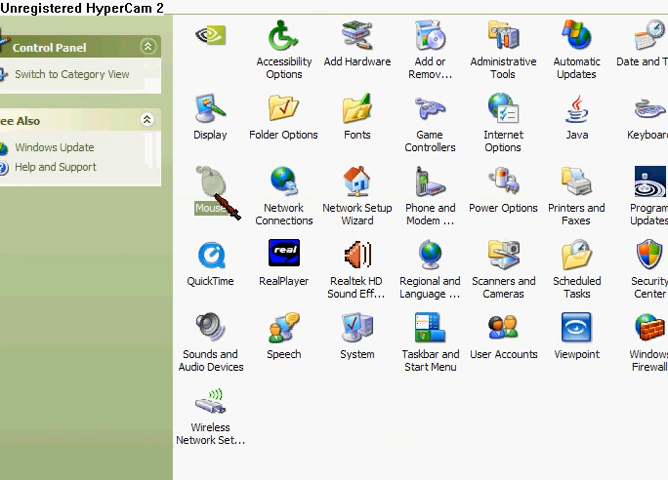 Unregistered HyperCam 2
Control Panel
Switch to Category View
ee Also
Windows Update
Help and Support
Accessibility
Options
Add Hardware
Add or
Remov...
Administrative
Tools
Automatic
Updates
Date and T
Display
Folder Options
Fonts
Game
Controllers
Internet
Options
Java
Keyboar
Mouse
Network
Connections
Network Setup
Wizard
Phone and
Modem ...
Power Options
Printers and
Faxes
Program
Updates
QuickTime
real
RealPlayer
Realtek HD
Sound Eff...
Regional and
Language ...
Scanners and
Cameras
Scheduled
Tasks
Security
Center
Sounds and
Audio Devices
Speech
System
Taskbar and
Start Menu
User Accounts
Viewpoint
Windows
Firewall
Wireless
Network Set...